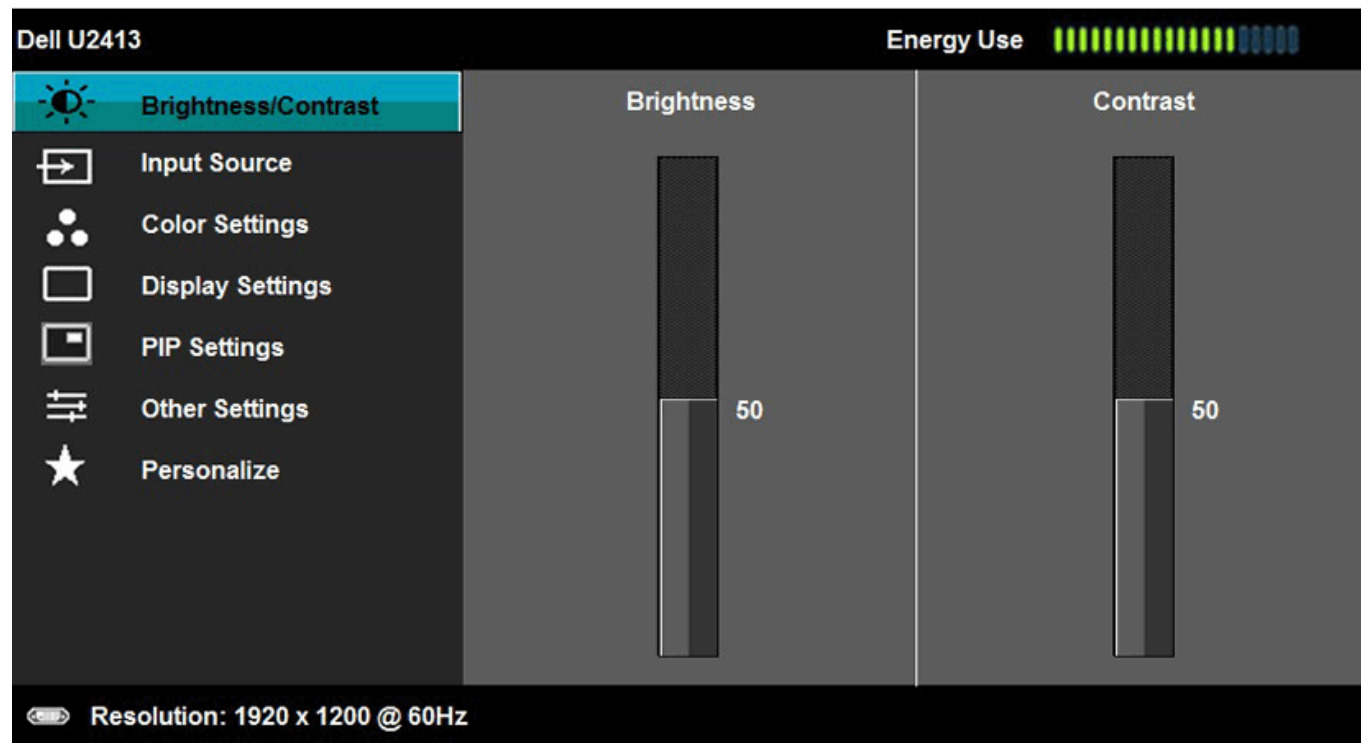 Dell U2413
Energy Use
Brightness/Contrast
Input Source
Color Settings
Display Settings
PIP Settings
Other Settings
Personalize
Brightness
50
Contrast
50
Resolution: 1920 x 1200 @ 60Hz